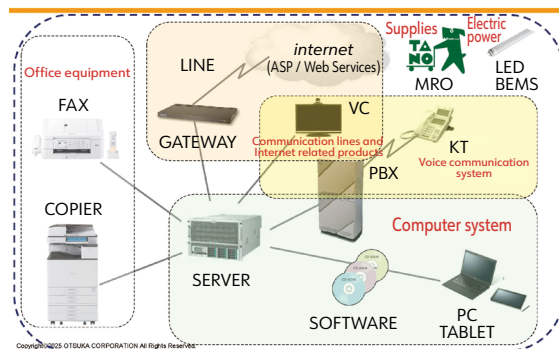 Office equipment
FAX
COPIER
LINE
GATEWAY
internet
(ASP / Web Services)
Supplies
TA
NO
MRO
Electric
power
LED
BEMS
VC
Communication lines and
Internet related products
KT
Voice communication
system
PBX
Computer system
SERVER
SOFTWARE
PC
TABLET
Copyright©2025 OTSUKA CORPORATION All Rights Reserved.